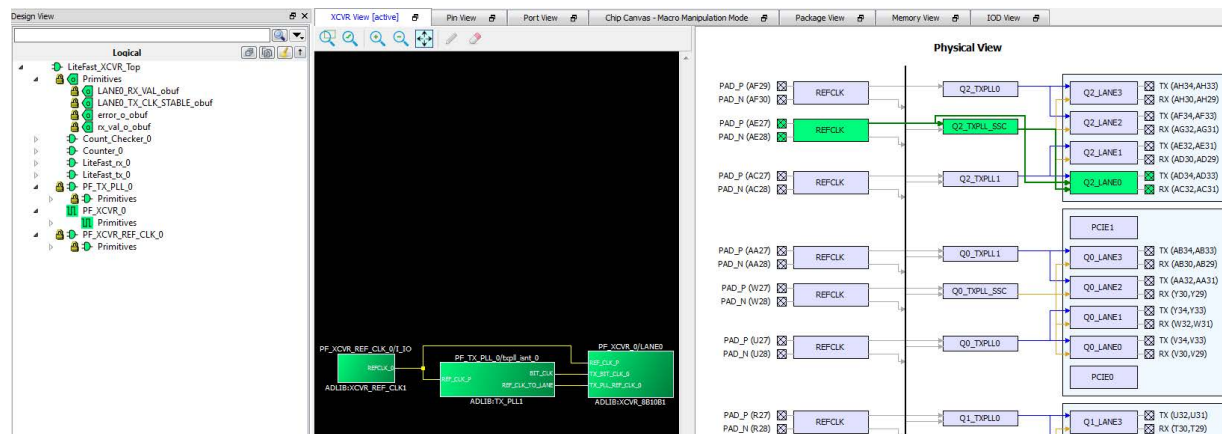 Design View
XCVR View [active]
Pin View
Port View
Chip Canvas - Macro Manipulation Mode
Package View
Memory View
IOD View
Logical
LiteFast_XCVR_Top
Primitives
LANE0_RX_VAL_obuf
LANE0_TX_CLK_STABLE_obuf
error_o_obuf
rx_val_o_obuf
Count_Checker_0
Counter_0
LiteFast_rx_0
LiteFast_tx_0
PF_TX_PLL_0
Primitives
PF_XCVR_0
Primitives
PF_XCVR_REF_CLK_0
Primitives
PF_XCVR_REF_CLK_0/I_IO
REFCLK_0
ADLIB:XCVR_REF_CLK1
PF_TX_PLL_0/txpll_isnt_0
REF_CLK_P
BIT_CLK
REF_CLK_TO_LANE
ADLIB:TX_PLL1
PF_XCVR_0/LANE0
REF_CLK_P
TX_BIT_CLK_0
TX_PLL_REF_CLK_0
ADLIB:XCVR_8B10B1
Physical View
PAD_P (AF29)
PAD_N (AF30)
REFCLK
Q2_TXPLL0
Q2_LANE3
TX (AH34,AH33)
RX (AH30,AH29)
Q2_LANE2
TX (AF34,AF33)
RX (AG32,AG31)
PAD_P (AE27)
PAD_N (AE28)
REFCLK
Q2_TXPLL_SSC
Q2_LANE1
TX (AE32,AE31)
RX (AD30,AD29)
PAD_P (AC27)
PAD_N (AC28)
REFCLK
Q2_TXPLL1
Q2_LANE0
TX (AD34,AD33)
RX (AC32,AC31)
PCIE1
PAD_P (AA27)
PAD_N (AA28)
REFCLK
Q0_TXPLL1
Q0_LANE3
TX (AB34,AB33)
RX (AB30,AB29)
PAD_P (W27)
PAD_N (W28)
REFCLK
Q0_TXPLL_SSC
Q0_LANE2
TX (AA32,AA31)
RX (Y30,Y29)
Q0_LANE1
TX (Y34,Y33)
RX (W32,W31)
PAD_P (U27)
PAD_N (U28)
REFCLK
Q0_TXPLL0
Q0_LANE0
TX (V34,V33)
RX (V30,V29)
PCIE0
PAD_P (R27)
PAD_N (R28)
REFCLK
Q1_TXPLL0
Q1_LANE3
TX (U32,U31)
RX (T30,T29)